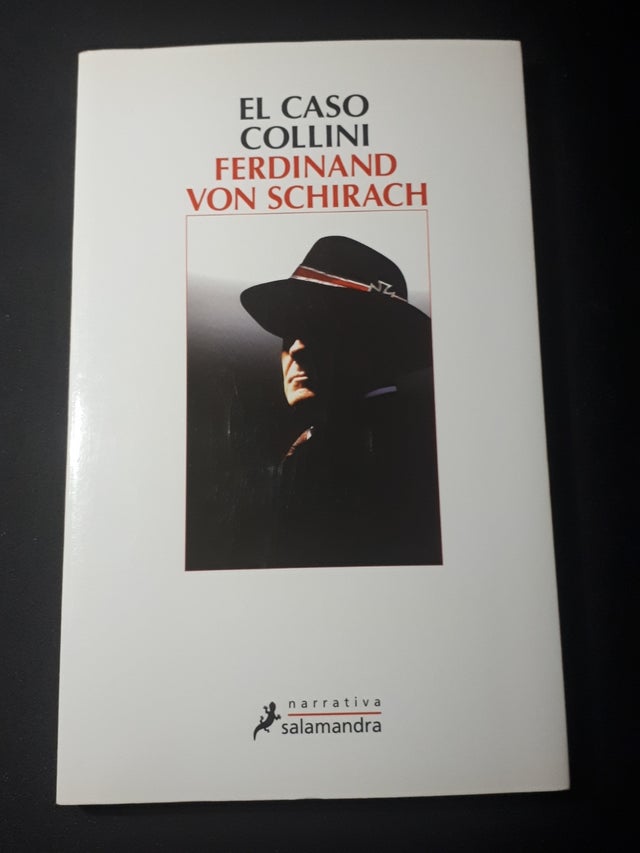 EL CASO
COLLINI
FERDINAND
VON SCHIRACH
narrativa
salamandra